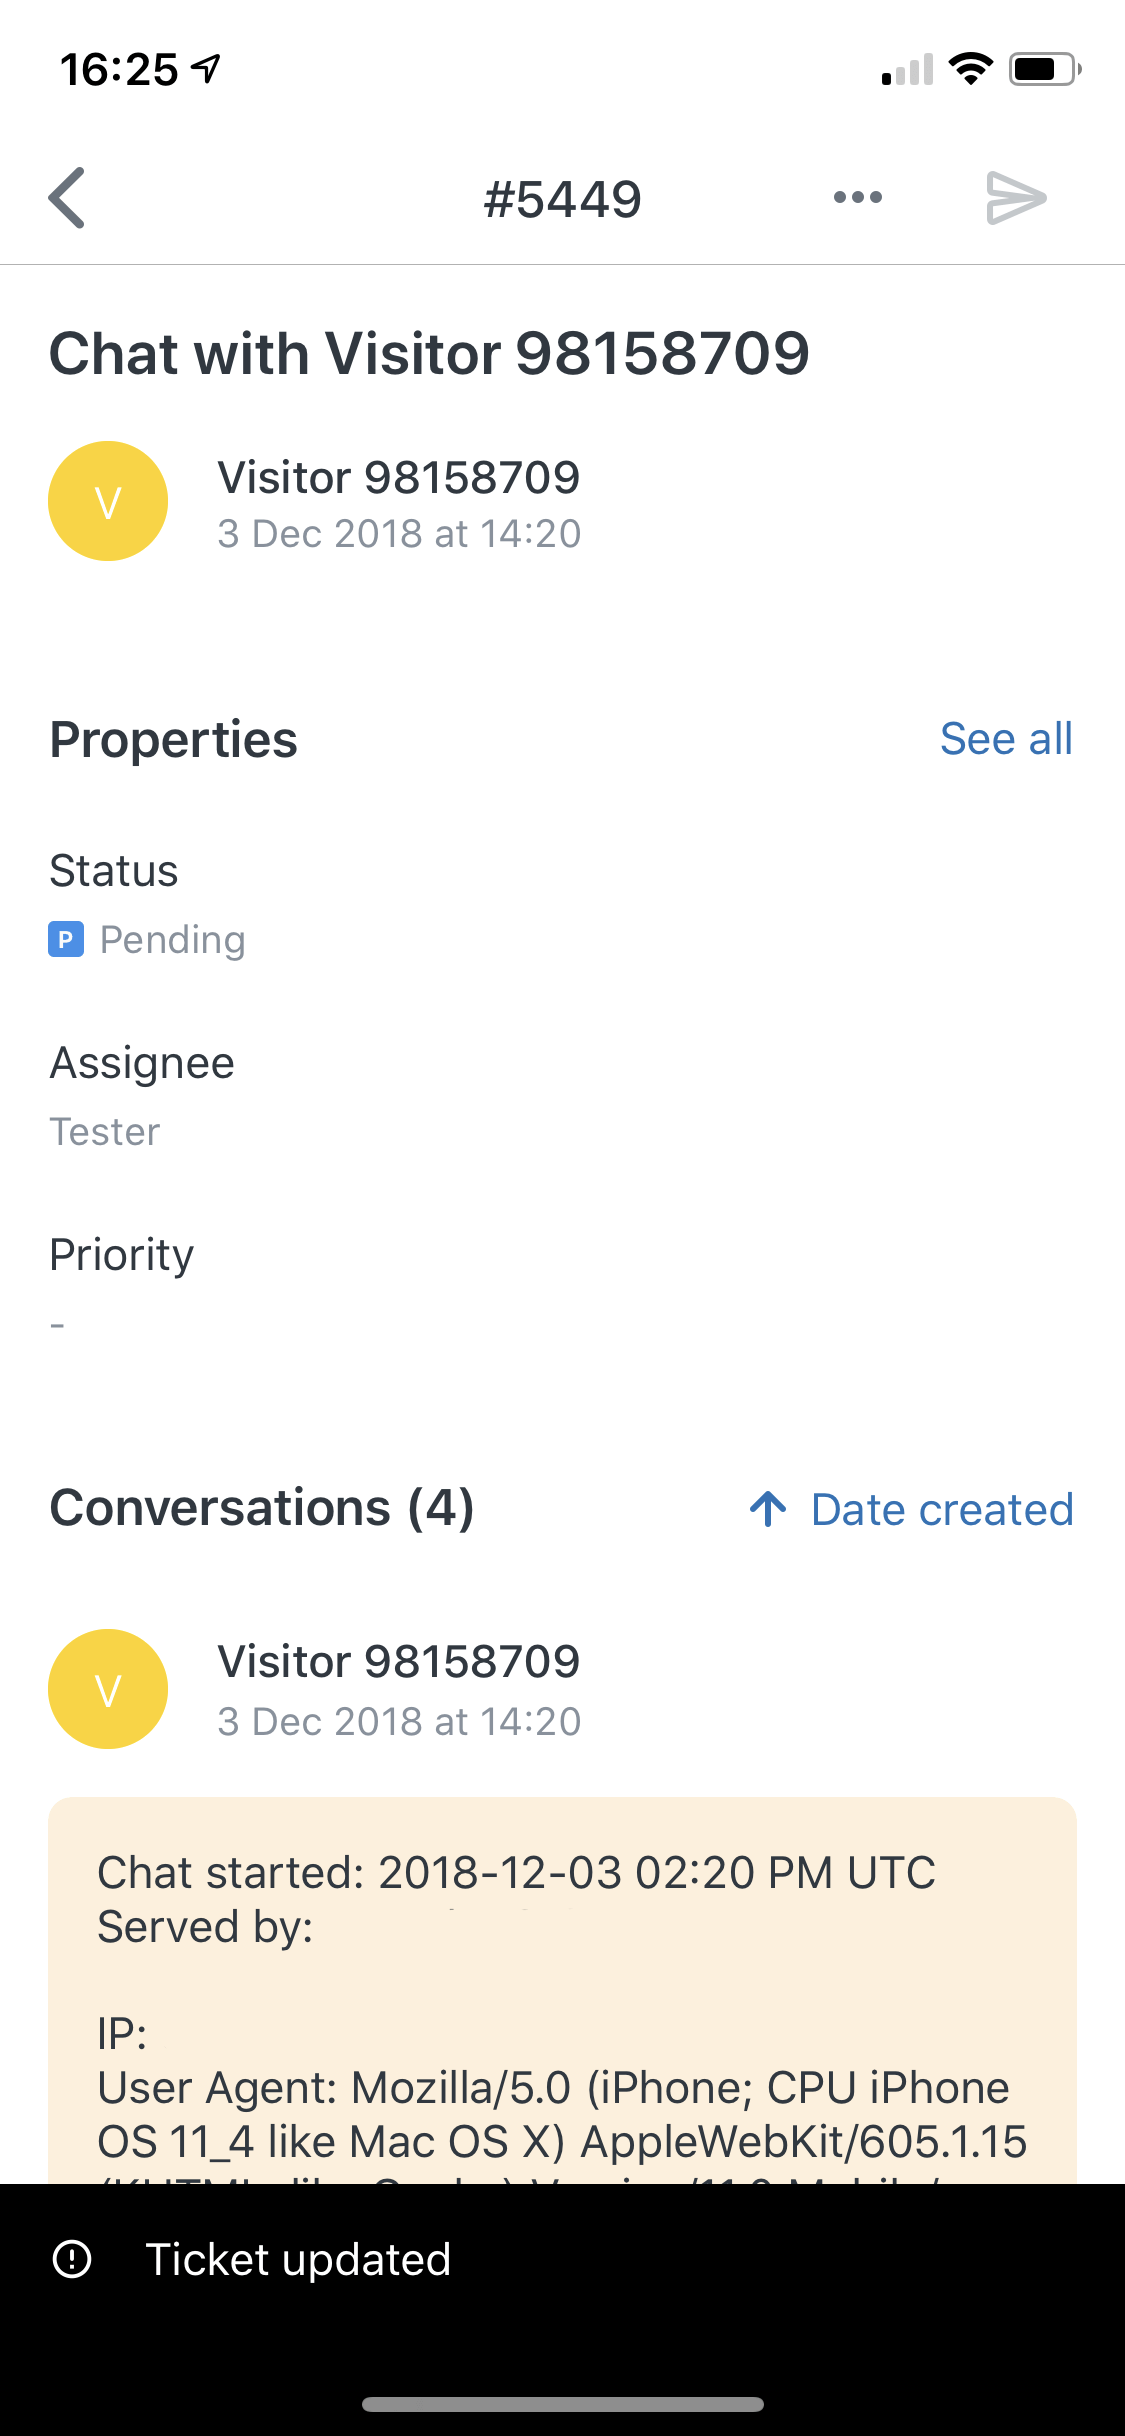 16:25
#5449
Chat with Visitor 98158709
V
Visitor 98158709
3 Dec 2018 at 14:20
Properties
See all
Status
P Pending
Assignee
Tester
Priority
-
Conversations (4)
Date created
V
Visitor 98158709
3 Dec 2018 at 14:20
Chat started: 2018-12-03 02:20 PM UTC
Served by:
IP:
User Agent: Mozilla/5.0 (iPhone; CPU iPhone
OS 11_4 like Mac OS X) AppleWebKit/605.1.15
Ticket updated